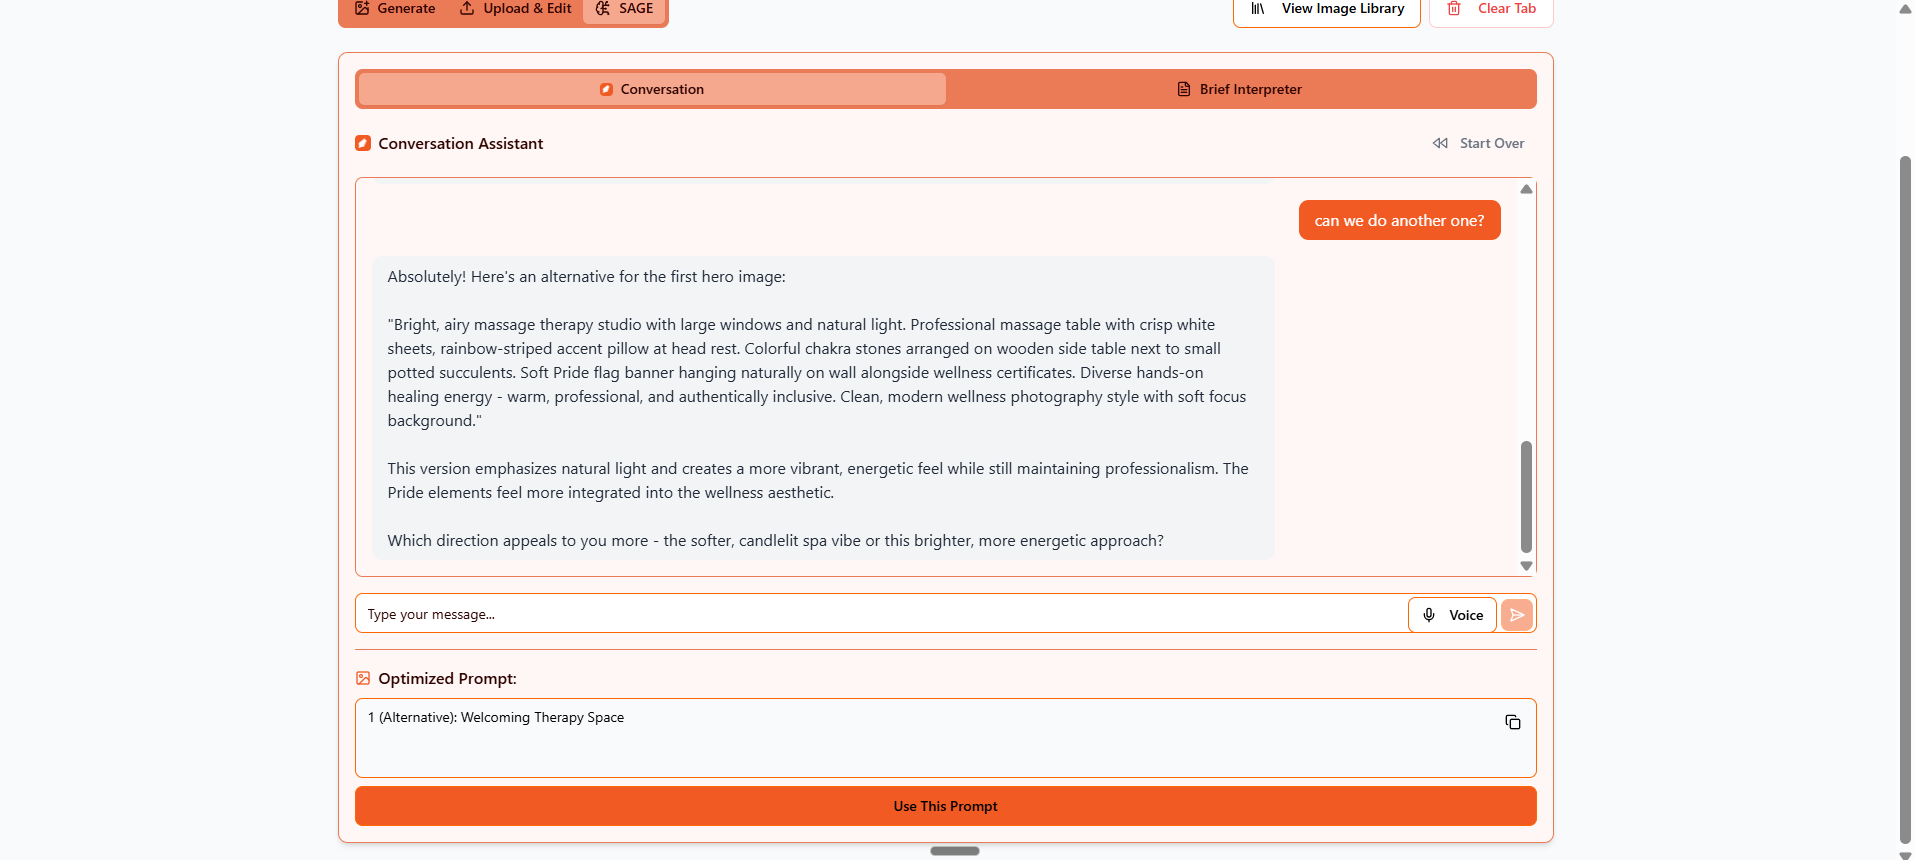 Generate
Upload & Edit
SAGE
View Image Library
Clear Tab
Conversation
Brief Interpreter
Conversation Assistant
Start Over
can we do another one?
Absolutely! Here's an alternative for the first hero image:
"Bright, airy massage therapy studio with large windows and natural light. Professional massage table with crisp white
sheets, rainbow-striped accent pillow at head rest. Colorful chakra stones arranged on wooden side table next to small
potted succulents. Soft Pride flag banner hanging naturally on wall alongside wellness certificates. Diverse hands-on
healing energy - warm, professional, and authentically inclusive. Clean, modern wellness photography style with soft focus
background."
This version emphasizes natural light and creates a more vibrant, energetic feel while still maintaining professionalism. The
Pride elements feel more integrated into the wellness aesthetic.
Which direction appeals to you more - the softer, candlelit spa vibe or this brighter, more energetic approach?
Type your message...
Voice
Optimized Prompt:
1 (Alternative): Welcoming Therapy Space
Use This Prompt